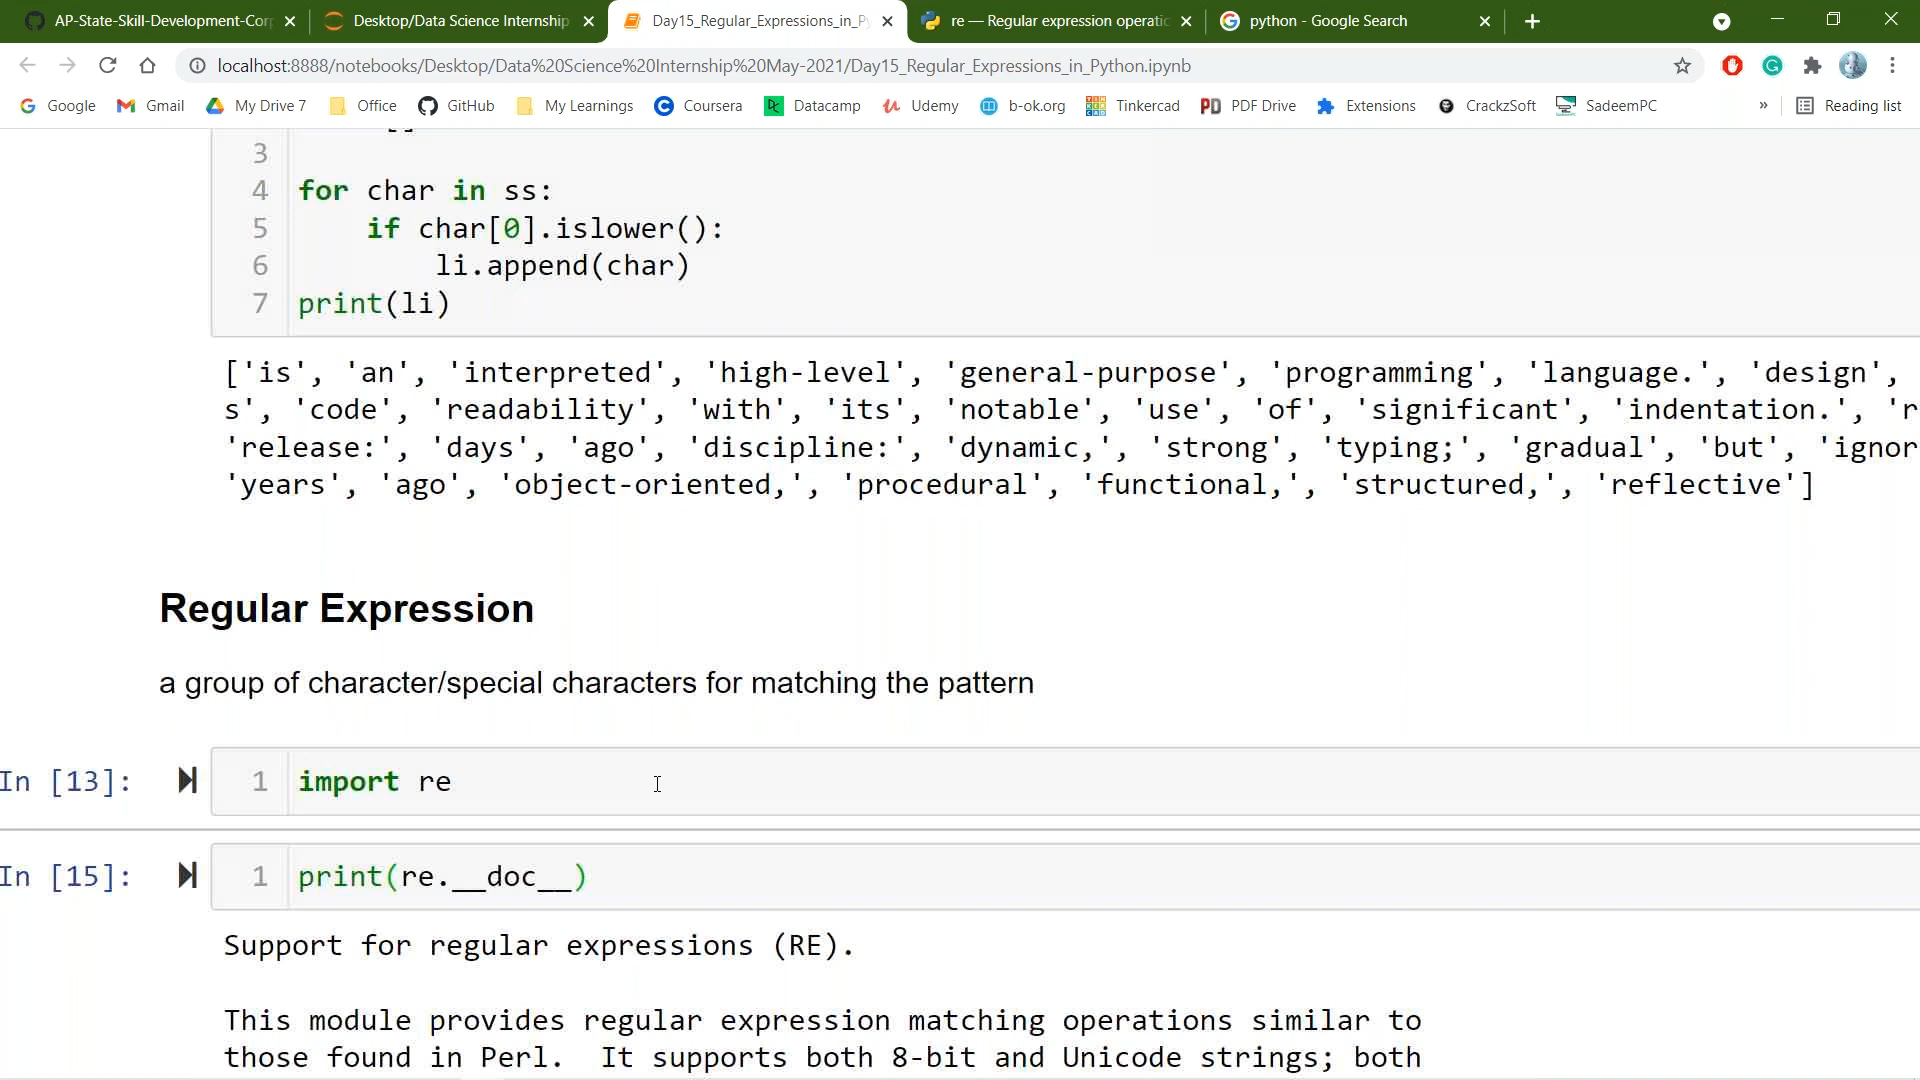 AP-State-Skill-Development-Cor
Desktop/Data Science Internship
Day15_Regular_Expressions_in_P
re — Regular expression operatio
python - Google Search
localhost:8888/notebooks/Desktop/Data%20Science%20Internship%20May-2021/Day15_Regular_Expressions_in_Python.ipynb
Google Gmail My Drive 7 Office GitHub My Learnings Coursera Datacamp Udemy b-ok.org Tinkercad PDF Drive Extensions CrackzSoft SadeemPC » Reading list
3
4 for char in ss:
5 if char[0].islower():
6 li.append(char)
7 print(li)
['is', 'an', 'interpreted', 'high-level', 'general-purpose', 'programming', 'language.', 'design',
s', 'code', 'readability', 'with', 'its', 'notable', 'use', 'of', 'significant', 'indentation.', 'r
'release:', 'days', 'ago', 'discipline:', 'dynamic,', 'strong', 'typing;', 'gradual', 'but', 'ignor
'years', 'ago', 'object-oriented,', 'procedural', 'functional,', 'structured,', 'reflective']
Regular Expression
a group of character/special characters for matching the pattern
In [13]: 1 import re
In [15]: 1 print(re.__doc__)
Support for regular expressions (RE).
This module provides regular expression matching operations similar to
those found in Perl. It supports both 8-bit and Unicode strings; both